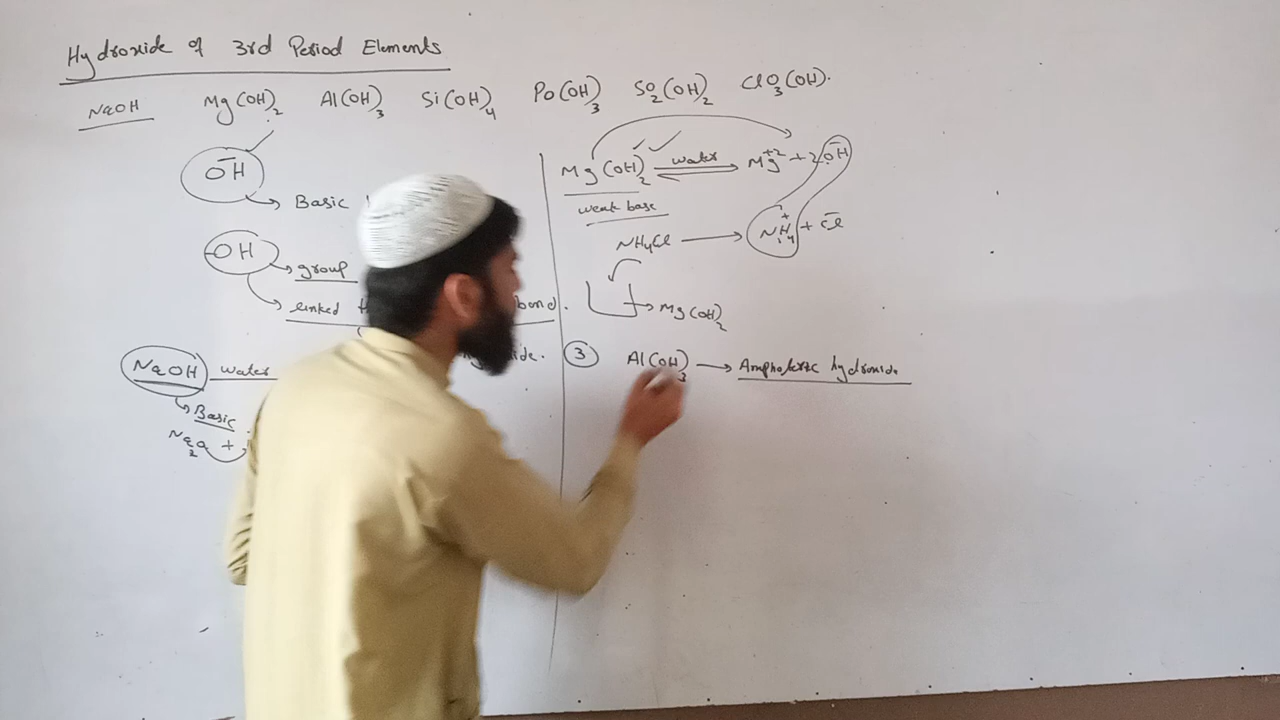 Hydroxide of 3rd Period Elements
NaOH Mg(OH)₂ Al(OH)₃ Si(OH)₄ PO(OH)₃ SO₂(OH)₂ ClO₃(OH).
OH⁻
Basic
-OH
group
linked bond.
NaOH water
Basic
Na₂O +
Mg(OH)₂ water ⇌ Mg⁺² + 2OH⁻
weak base
NH₄Cl → NH₄⁺ + Cl⁻
→ Mg(OH)₂
③ Al(OH)₃ → Amphoteric hydroxide